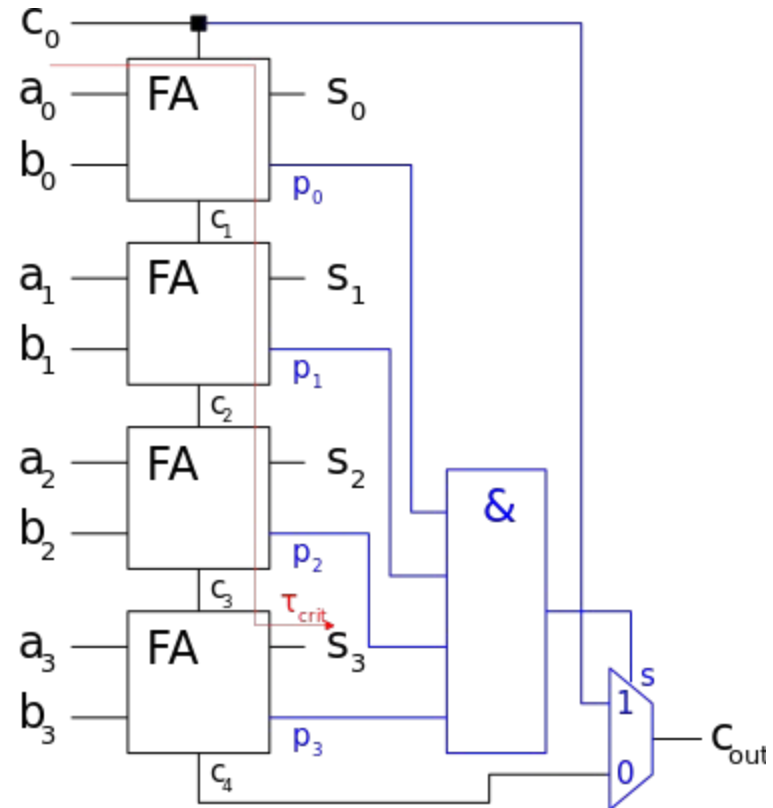 c0
a0 FA s0
b0 p0
c1
a1 FA s1
b1 p1
c2
a2 FA s2
b2 p2
&
c3
τcrit
a3 FA s3
s
1
b3 p3
cout
c4
0